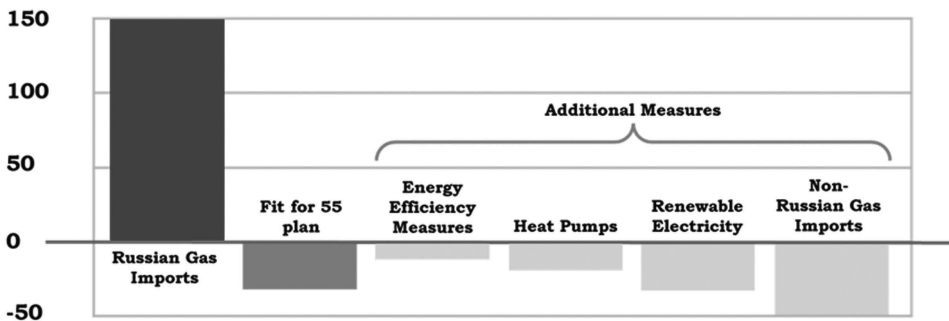 150
100
50
0
-50
Additional Measures
Fit for 55
plan
Energy
Efficiency
Measures
Heat Pumps
Renewable
Electricity
Non-
Russian Gas
Imports
Russian Gas
Imports